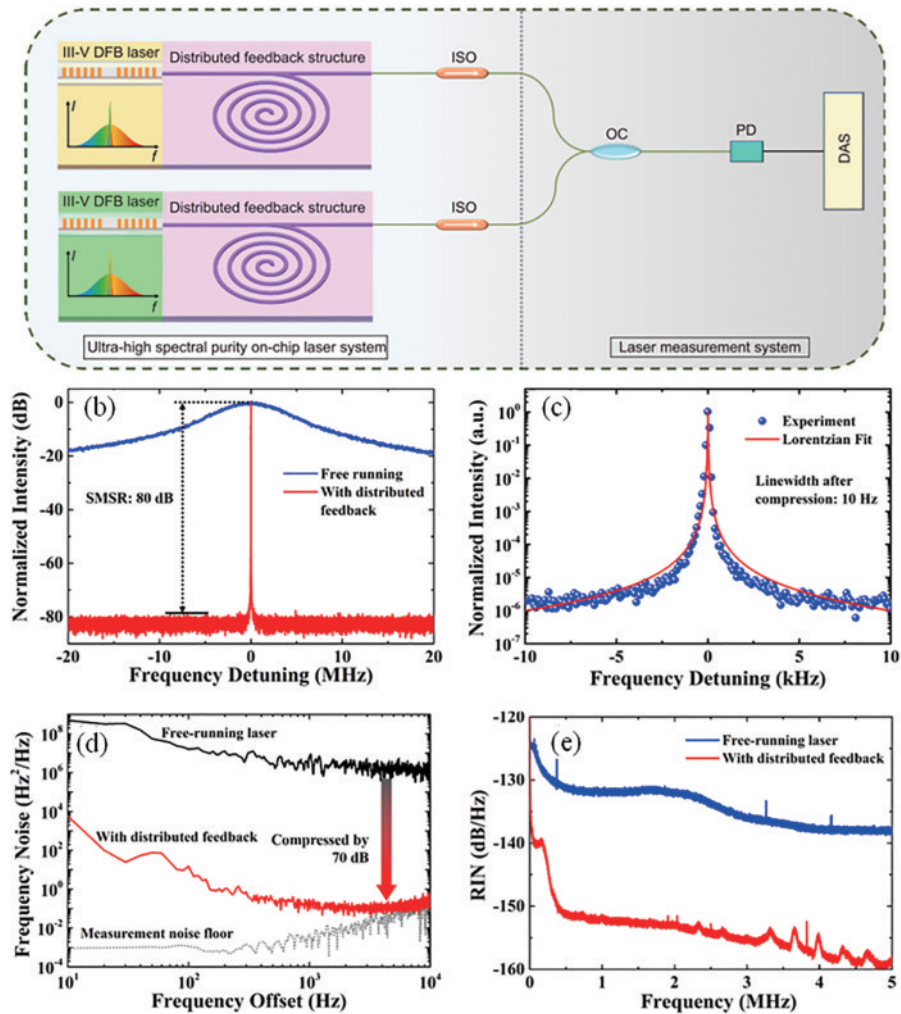 III-V DFB laser
Distributed feedback structure
ISO
I
f
OC
PD
DAS
III-V DFB laser
Distributed feedback structure
ISO
I
f
Ultra-high spectral purity on-chip laser system
Laser measurement system
(b)
Normalized Intensity (dB)
0
-20
-40
-60
-80
SMSR: 80 dB
Free running
With distributed
feedback
-20
-10
0
10
20
Frequency Detuning (MHz)
(c)
Normalized Intensity (a.u.)
10^0
10^-1
10^-2
10^-3
10^-4
10^-5
10^-6
10^-7
Experiment
Lorentzian Fit
Linewidth after
compression: 10 Hz
-10
-5
0
5
10
Frequency Detuning (kHz)
(d)
Frequency Noise (Hz²/Hz)
10^8
10^6
10^4
10^2
10^0
10^-2
10^-4
Free-running laser
With distributed feedback
Compressed by
70 dB
Measurement noise floor
10^1
10^2
10^3
10^4
Frequency Offset (Hz)
(e)
RIN (dB/Hz)
-120
-130
-140
-150
-160
Free-running laser
With distributed feedback
0
1
2
3
4
5
Frequency (MHz)